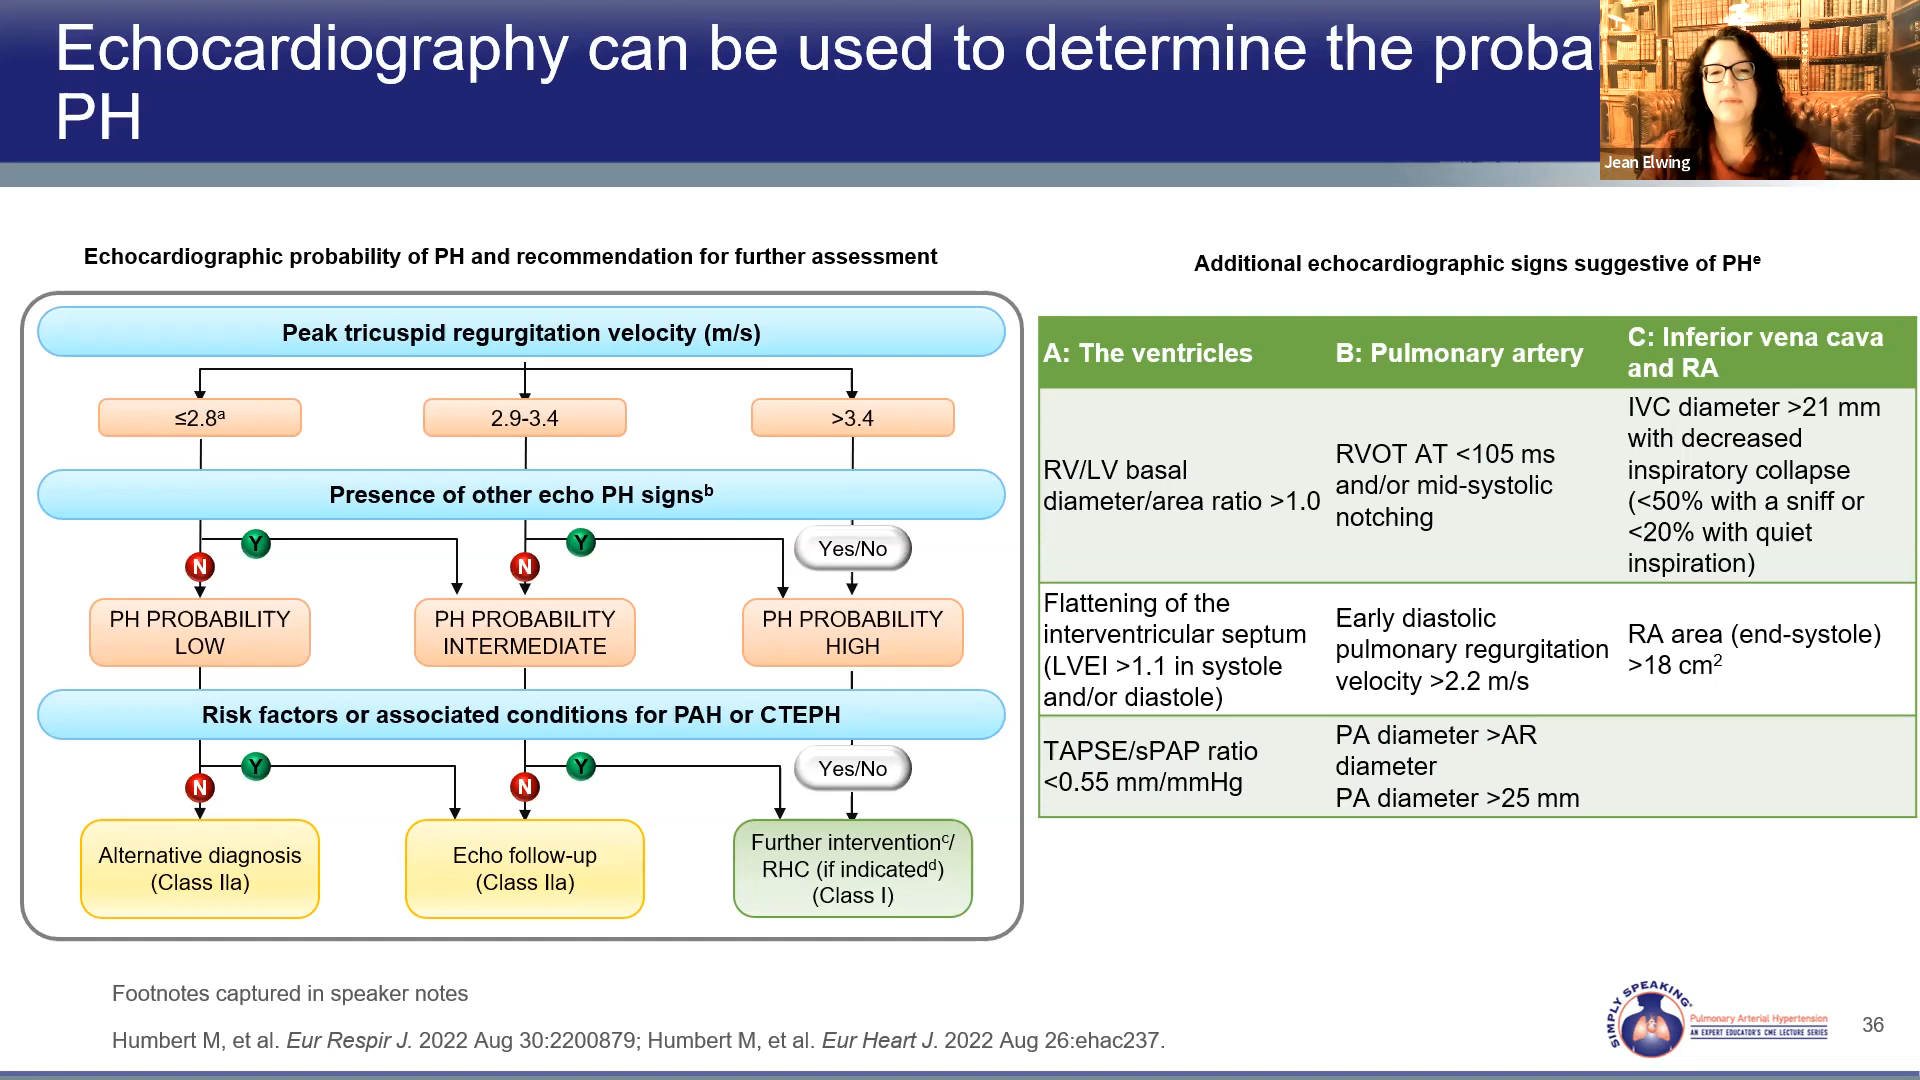 Echocardiography can be used to determine the proba
PH
Jean Elwing
Echocardiographic probability of PH and recommendation for further assessment
Peak tricuspid regurgitation velocity (m/s)
≤2.8ᵃ
2.9-3.4
>3.4
Presence of other echo PH signsᵇ
Y
Y
Yes/No
N
N
PH PROBABILITY
LOW
PH PROBABILITY
INTERMEDIATE
PH PROBABILITY
HIGH
Risk factors or associated conditions for PAH or CTEPH
Y
Y
Yes/No
N
N
Alternative diagnosis
(Class IIa)
Echo follow-up
(Class IIa)
Further interventionᶜ/
RHC (if indicatedᵈ)
(Class I)
Additional echocardiographic signs suggestive of PHᵉ
A: The ventricles
B: Pulmonary artery
C: Inferior vena cava
and RA
RV/LV basal
diameter/area ratio >1.0
RVOT AT <105 ms
and/or mid-systolic
notching
IVC diameter >21 mm
with decreased
inspiratory collapse
(<50% with a sniff or
<20% with quiet
inspiration)
Flattening of the
interventricular septum
(LVEI >1.1 in systole
and/or diastole)
Early diastolic
pulmonary regurgitation
velocity >2.2 m/s
RA area (end-systole)
>18 cm²
TAPSE/sPAP ratio
<0.55 mm/mmHg
PA diameter >AR
diameter
PA diameter >25 mm
Footnotes captured in speaker notes
Humbert M, et al. Eur Respir J. 2022 Aug 30:2200879; Humbert M, et al. Eur Heart J. 2022 Aug 26:ehac237.
SIMPLY SPEAKING
Pulmonary Arterial Hypertension
AN EXPERT EDUCATOR'S CME LECTURE SERIES
36